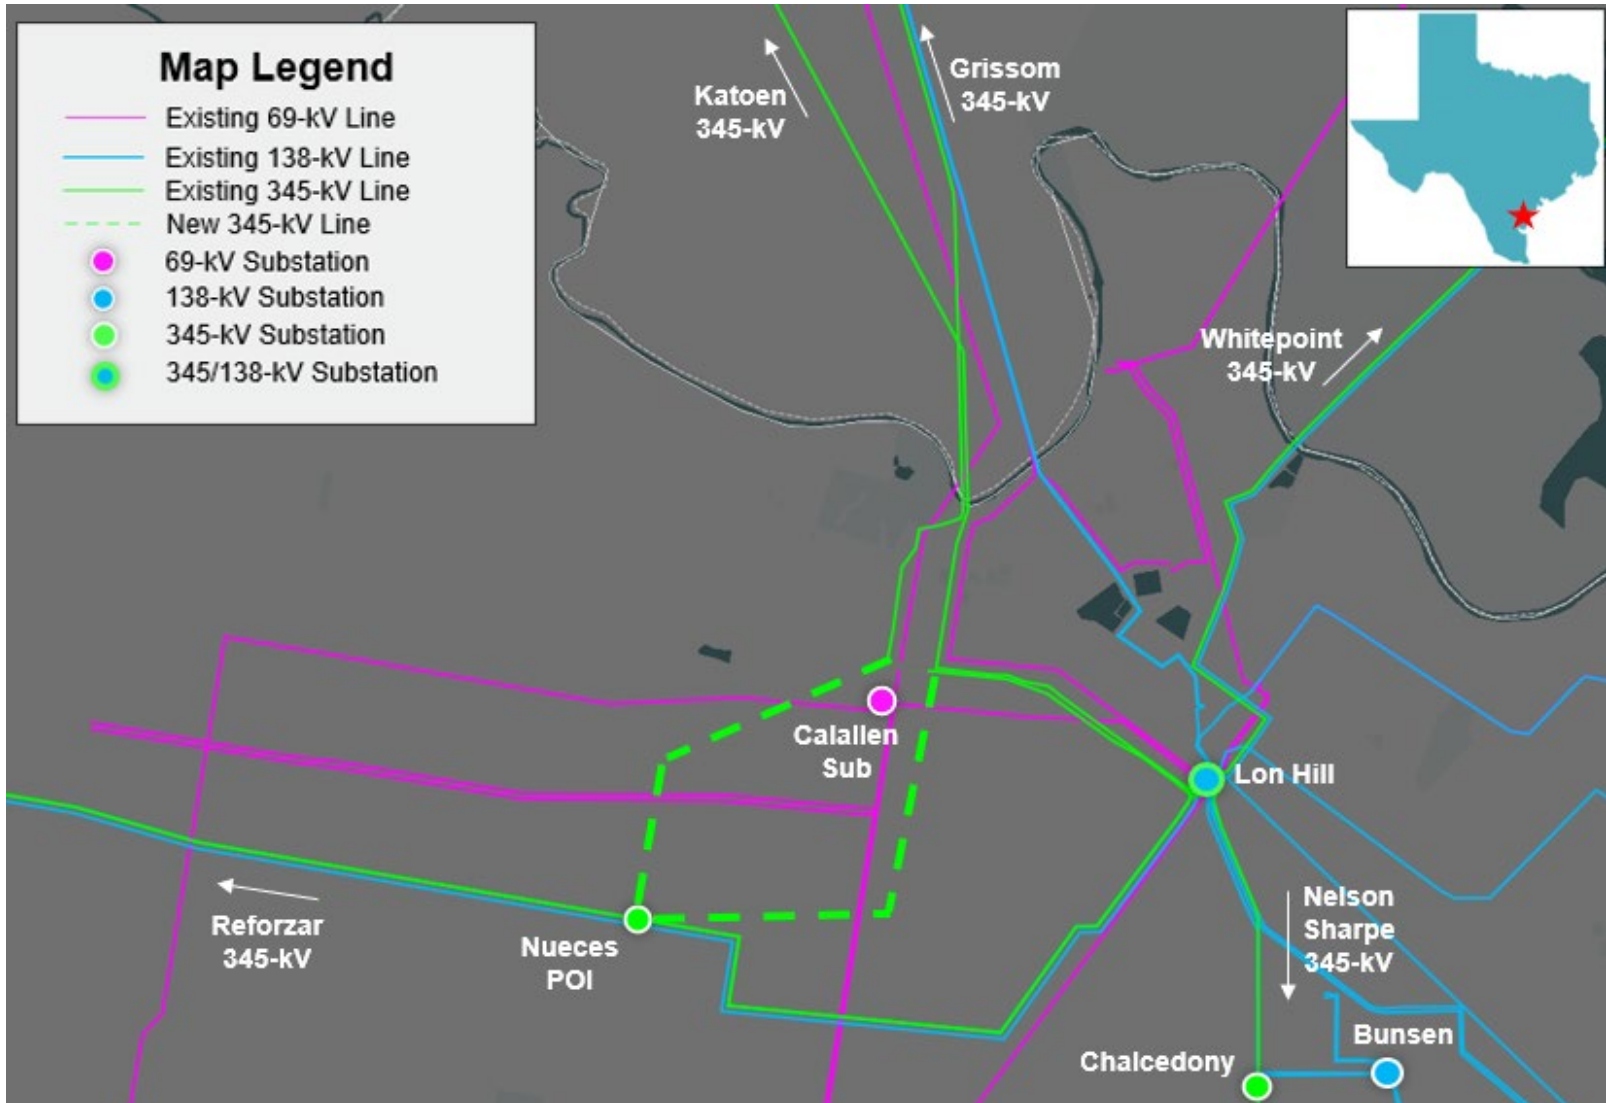 Map Legend
Existing 69-kV Line
Existing 138-kV Line
Existing 345-kV Line
New 345-kV Line
69-kV Substation
138-kV Substation
345-kV Substation
345/138-kV Substation
Katoen
345-kV
Grissom
345-kV
Whitepoint
345-kV
Calallen
Sub
Lon Hill
Reforzar
345-kV
Nueces
POI
Nelson
Sharpe
345-kV
Bunsen
Chalcedony